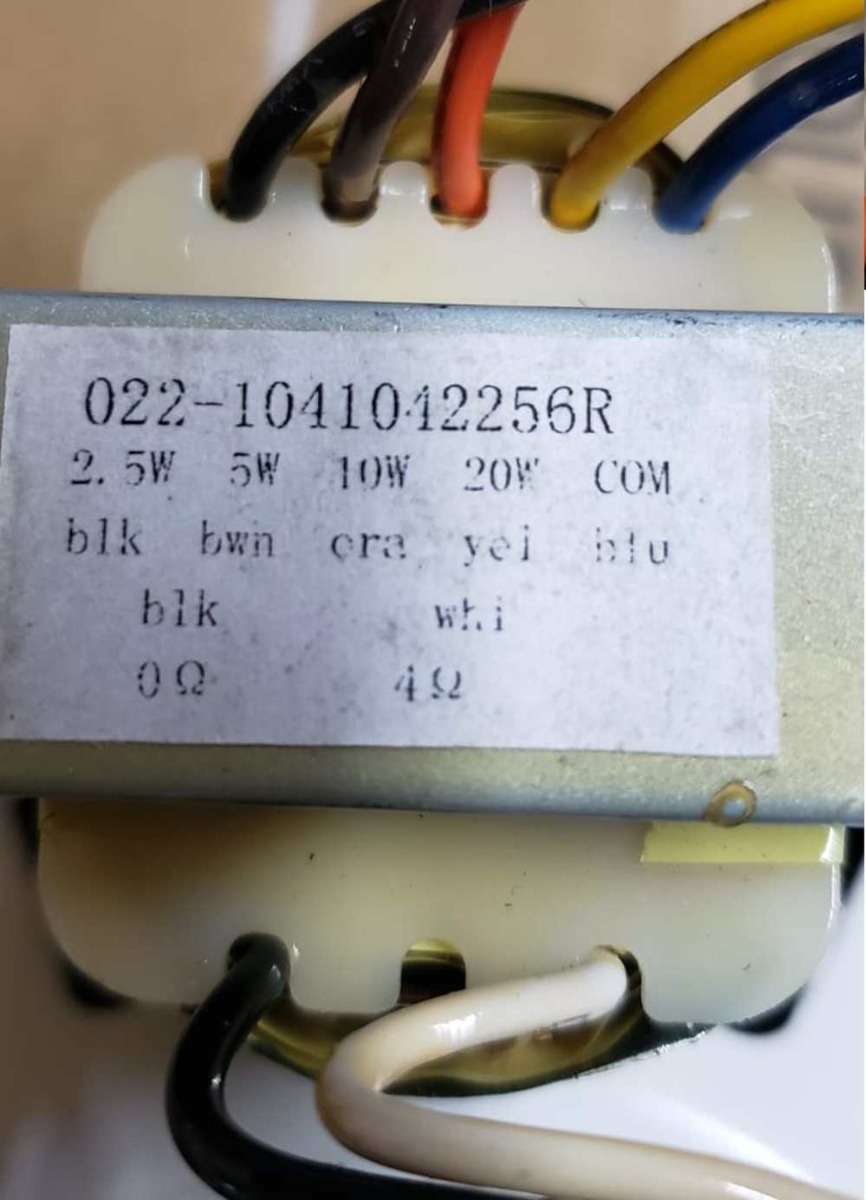 022-1041042256R
2.5W 5W 10W 20W COM
blk bwn ora yel blu
blk whi
0Ω 4Ω